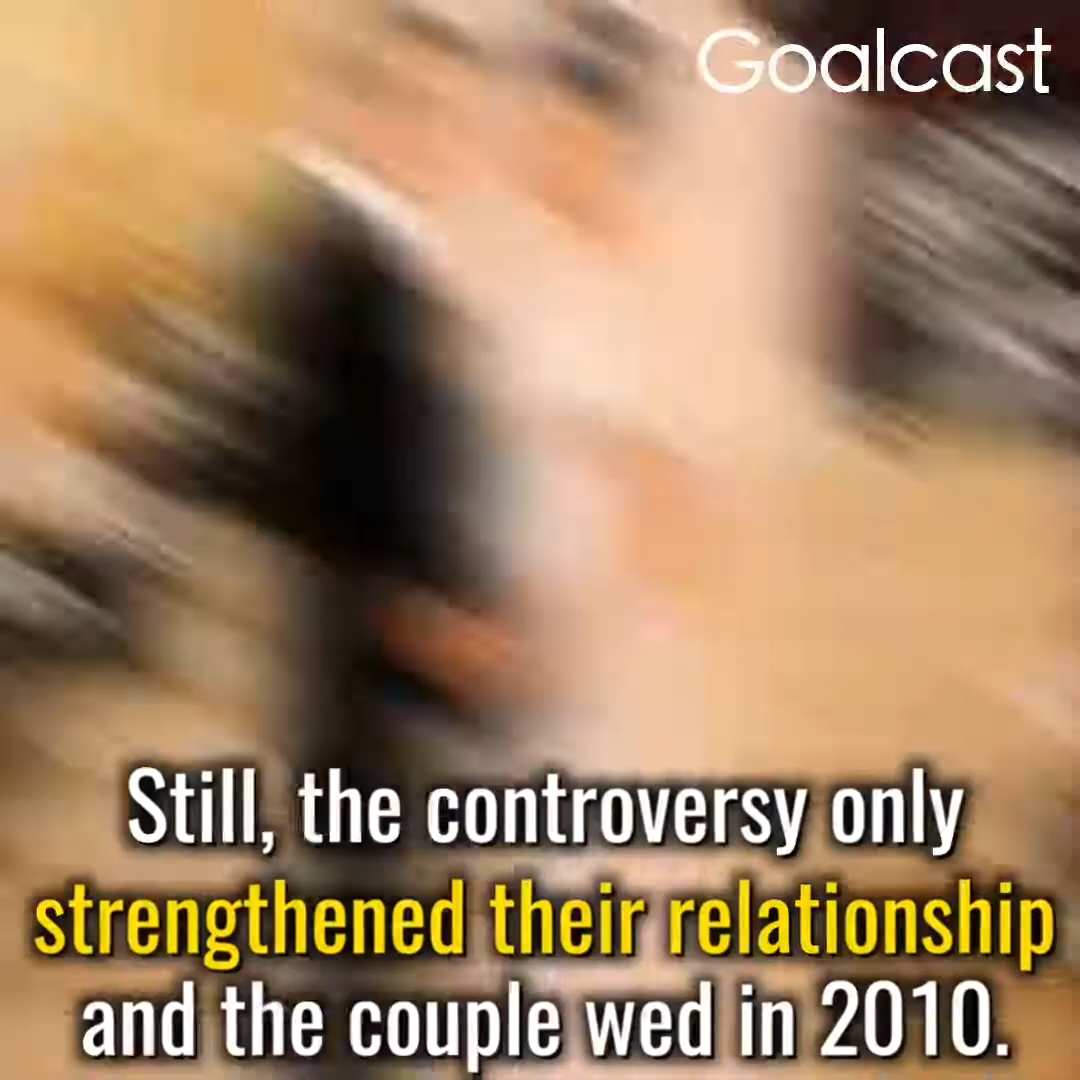 Goalcast
Still, the controversy only
strengthened their relationship
and the couple wed in 2010.